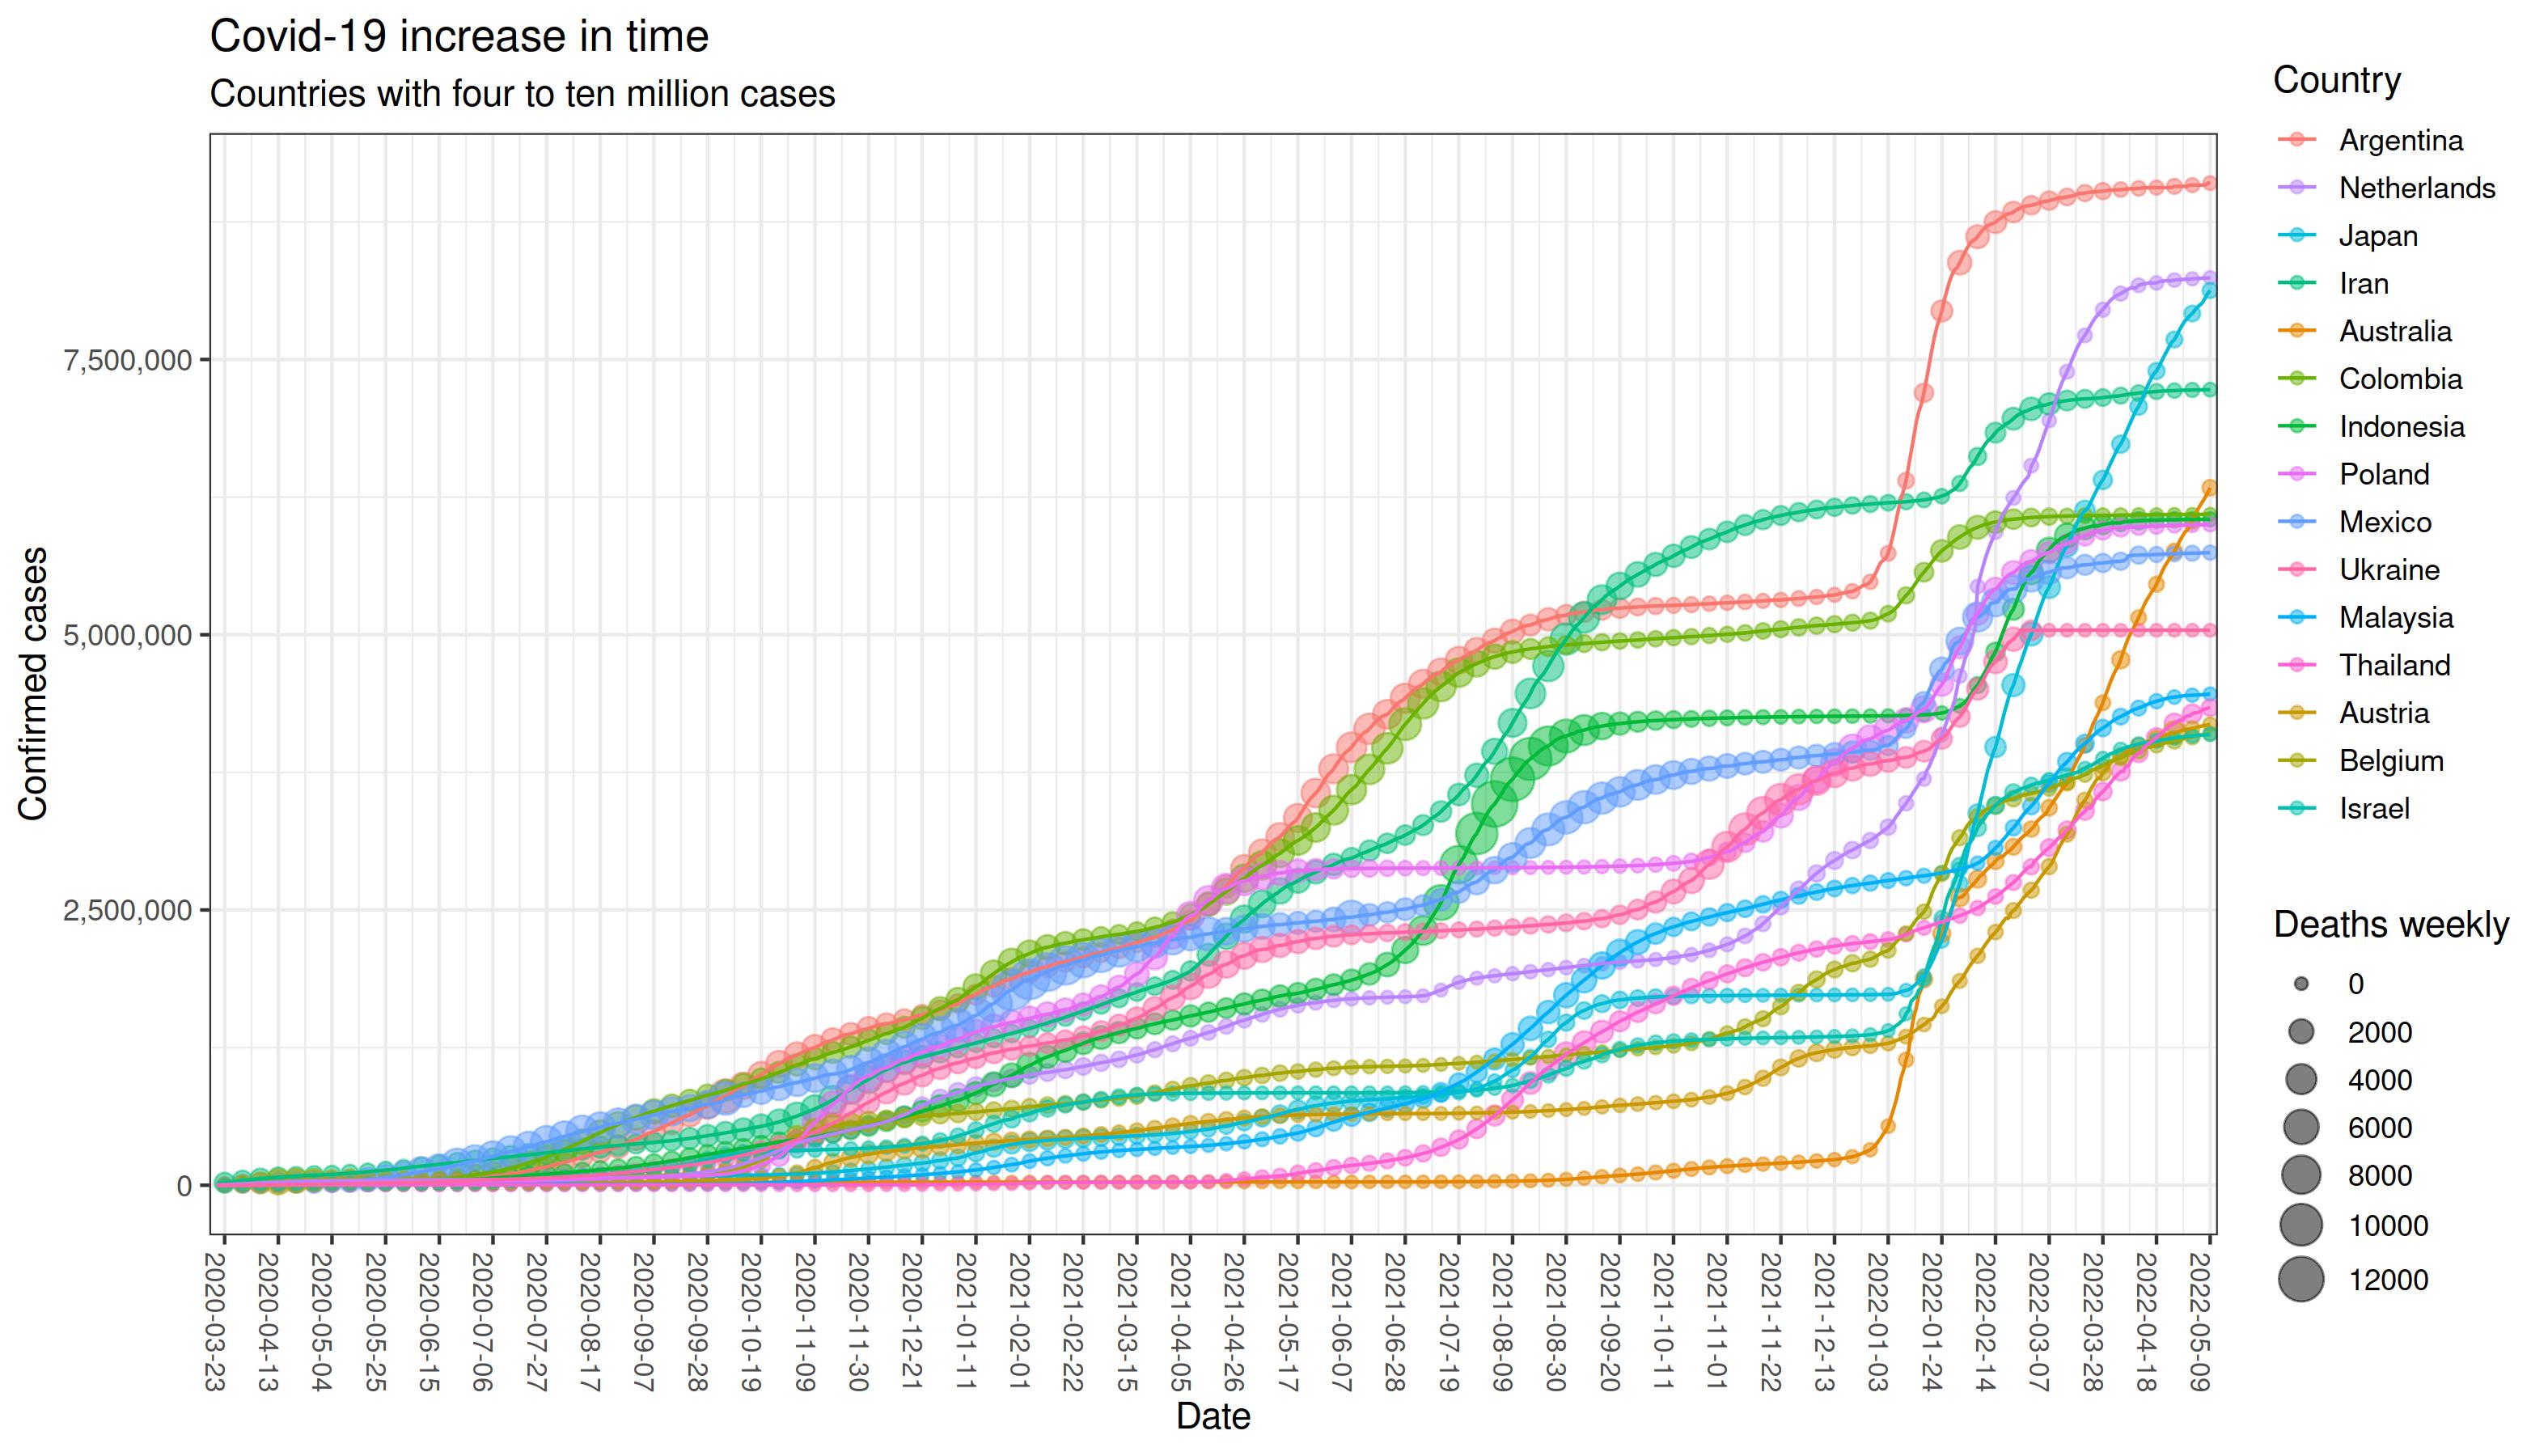 Covid-19 increase in time
Countries with four to ten million cases
Confirmed cases
7,500,000
5,000,000
2,500,000
0
2020-03-23
2020-04-13
2020-05-04
2020-05-25
2020-06-15
2020-07-06
2020-07-27
2020-08-17
2020-09-07
2020-09-28
2020-10-19
2020-11-09
2020-11-30
2020-12-21
2021-01-11
2021-02-01
2021-02-22
2021-03-15
2021-04-05
2021-04-26
2021-05-17
2021-06-07
2021-06-28
2021-07-19
2021-08-09
2021-08-30
2021-09-20
2021-10-11
2021-11-01
2021-11-22
2021-12-13
2022-01-03
2022-01-24
2022-02-14
2022-03-07
2022-03-28
2022-04-18
2022-05-09
Date
Country
Argentina
Netherlands
Japan
Iran
Australia
Colombia
Indonesia
Poland
Mexico
Ukraine
Malaysia
Thailand
Austria
Belgium
Israel
Deaths weekly
0
2000
4000
6000
8000
10000
12000